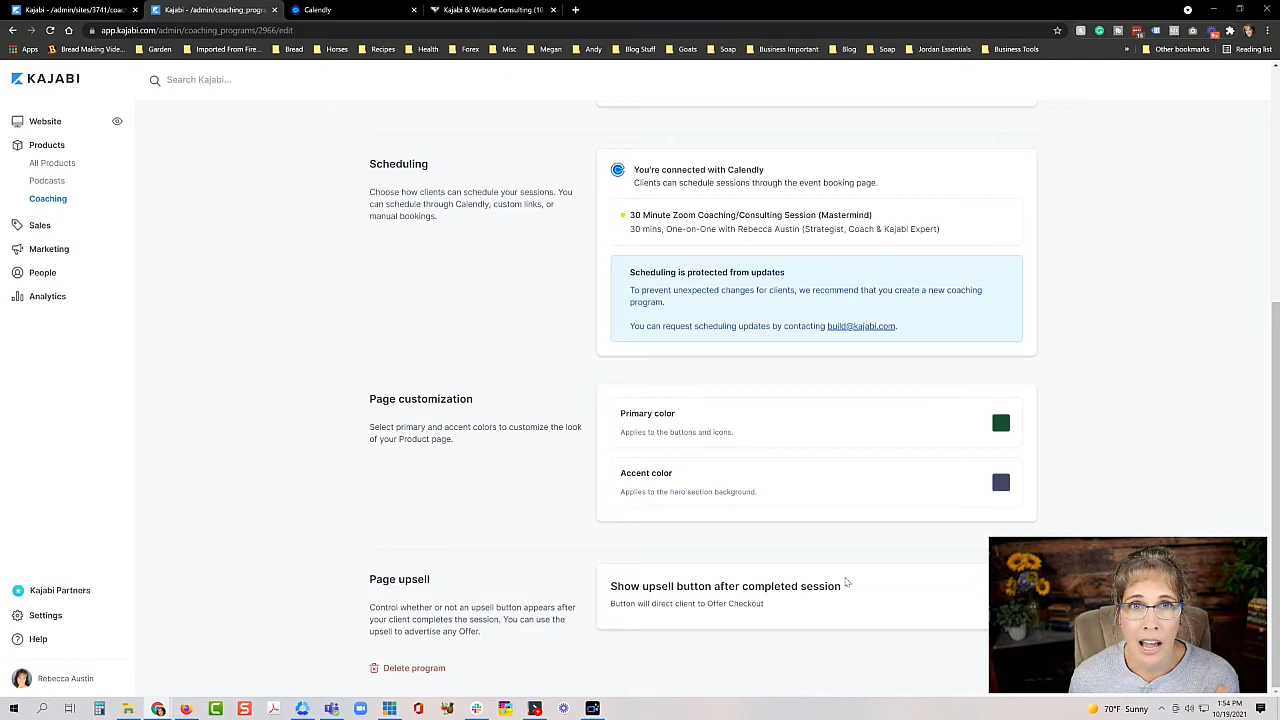 Kajabi - /admin/sites/3741/coac
Kajabi - /admin/coaching_progra
Calendly
Kajabi & Website Consulting (10
app.kajabi.com/admin/coaching_programs/2966/edit
Apps
Bread Making Vide...
Garden
Imported From Fire...
Bread
Horses
Recipes
Health
Forex
Misc
Megan
Andy
Blog Stuff
Goats
Soap
Business Important
Blog
Soap
Jordan Essentials
Business Tools
»
Other bookmarks
Reading list
KAJABI
Search Kajabi...
Website
Products
All Products
Podcasts
Coaching
Sales
Marketing
People
Analytics
Kajabi Partners
Settings
Help
Rebecca Austin
Scheduling
Choose how clients can schedule your sessions. You
can schedule through Calendly, custom links, or
manual bookings.
You're connected with Calendly
Clients can schedule sessions through the event booking page.
30 Minute Zoom Coaching/Consulting Session (Mastermind)
30 mins, One-on-One with Rebecca Austin (Strategist, Coach & Kajabi Expert)
Scheduling is protected from updates
To prevent unexpected changes for clients, we recommend that you create a new coaching
program.
You can request scheduling updates by contacting build@kajabi.com.
Page customization
Select primary and accent colors to customize the look
of your Product page.
Primary color
Applies to the buttons and icons.
Accent color
Applies to the hero section background.
Page upsell
Control whether or not an upsell button appears after
your client completes the session. You can use the
upsell to advertise any Offer.
Show upsell button after completed session
Button will direct client to Offer Checkout
Delete program
70°F Sunny
1:54 PM
10/19/2021